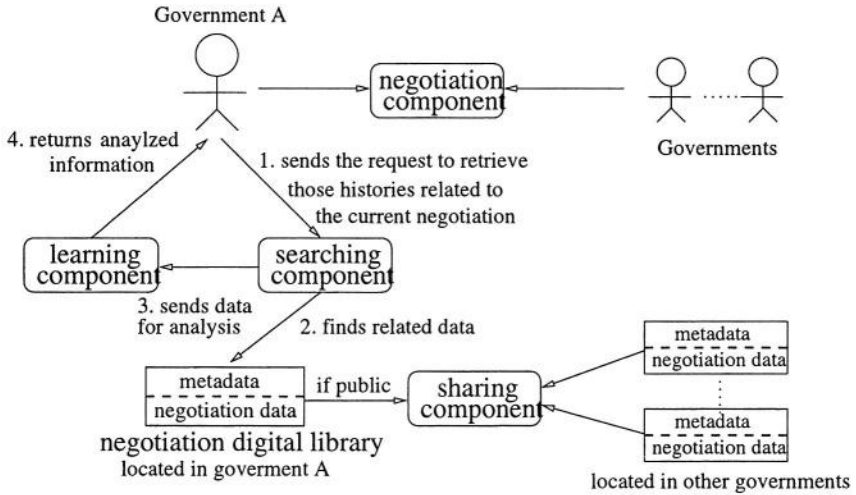 Government A
negotiation
component
Governments
4. returns anaylzed
information
1. sends the request to retrieve
those histories related to
the current negotiation
learning
component
searching
component
3. sends data
for analysis
2. finds related data
metadata
negotiation data
if public
sharing
component
metadata
negotiation data
metadata
negotiation data
negotiation digital library
located in goverment A
located in other governments